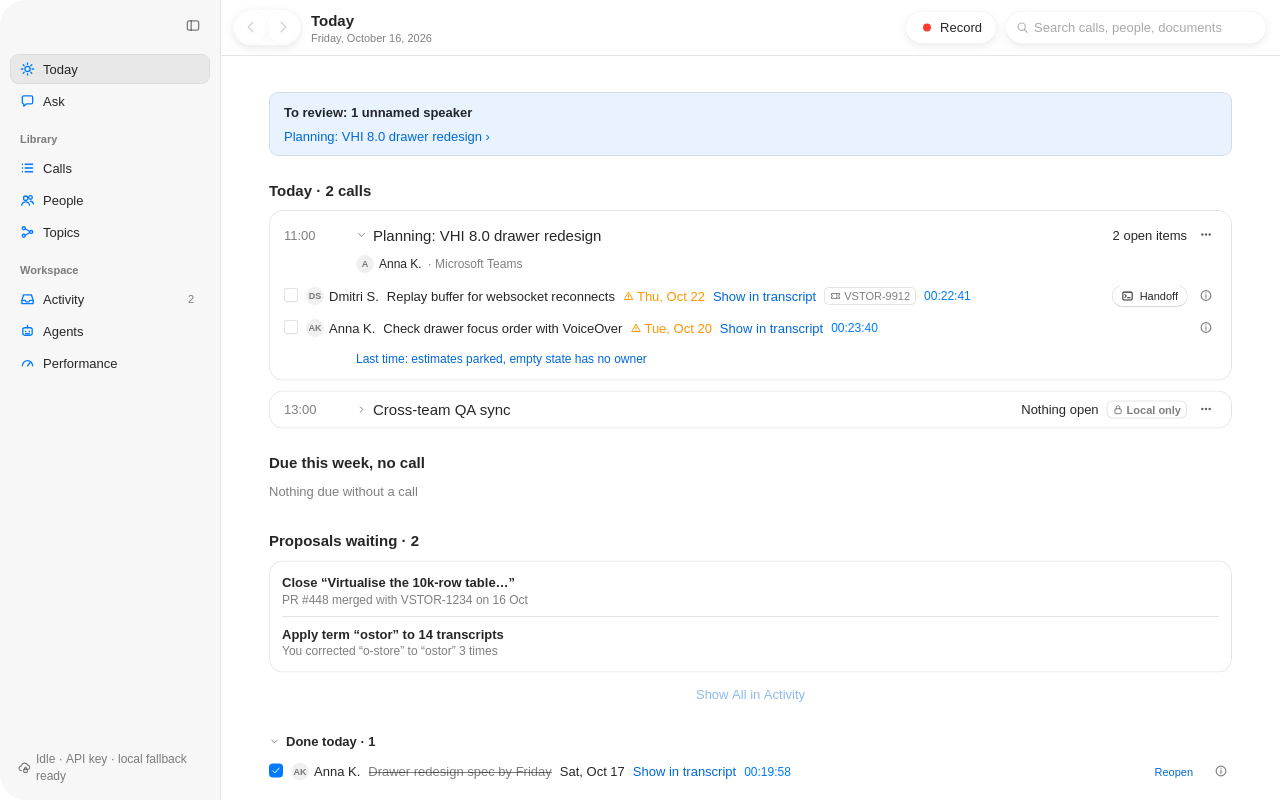 Today
Friday, October 16, 2026
Record
Search calls, people, documents
Today
Ask
Library
Calls
People
Topics
Workspace
Activity 2
Agents
Performance
Idle · API key · local fallback
ready
To review: 1 unnamed speaker
Planning: VHI 8.0 drawer redesign ›
Today · 2 calls
11:00 Planning: VHI 8.0 drawer redesign 2 open items
A Anna K. · Microsoft Teams
DS Dmitri S. Replay buffer for websocket reconnects Thu, Oct 22 Show in transcript VSTOR-9912 00:22:41 Handoff
AK Anna K. Check drawer focus order with VoiceOver Tue, Oct 20 Show in transcript 00:23:40
Last time: estimates parked, empty state has no owner
13:00 Cross-team QA sync Nothing open Local only
Due this week, no call
Nothing due without a call
Proposals waiting · 2
Close “Virtualise the 10k-row table…”
PR #448 merged with VSTOR-1234 on 16 Oct
Apply term “ostor” to 14 transcripts
You corrected “o-store” to “ostor” 3 times
Show All in Activity
Done today · 1
AK Anna K. Drawer redesign spec by Friday Sat, Oct 17 Show in transcript 00:19:58 Reopen